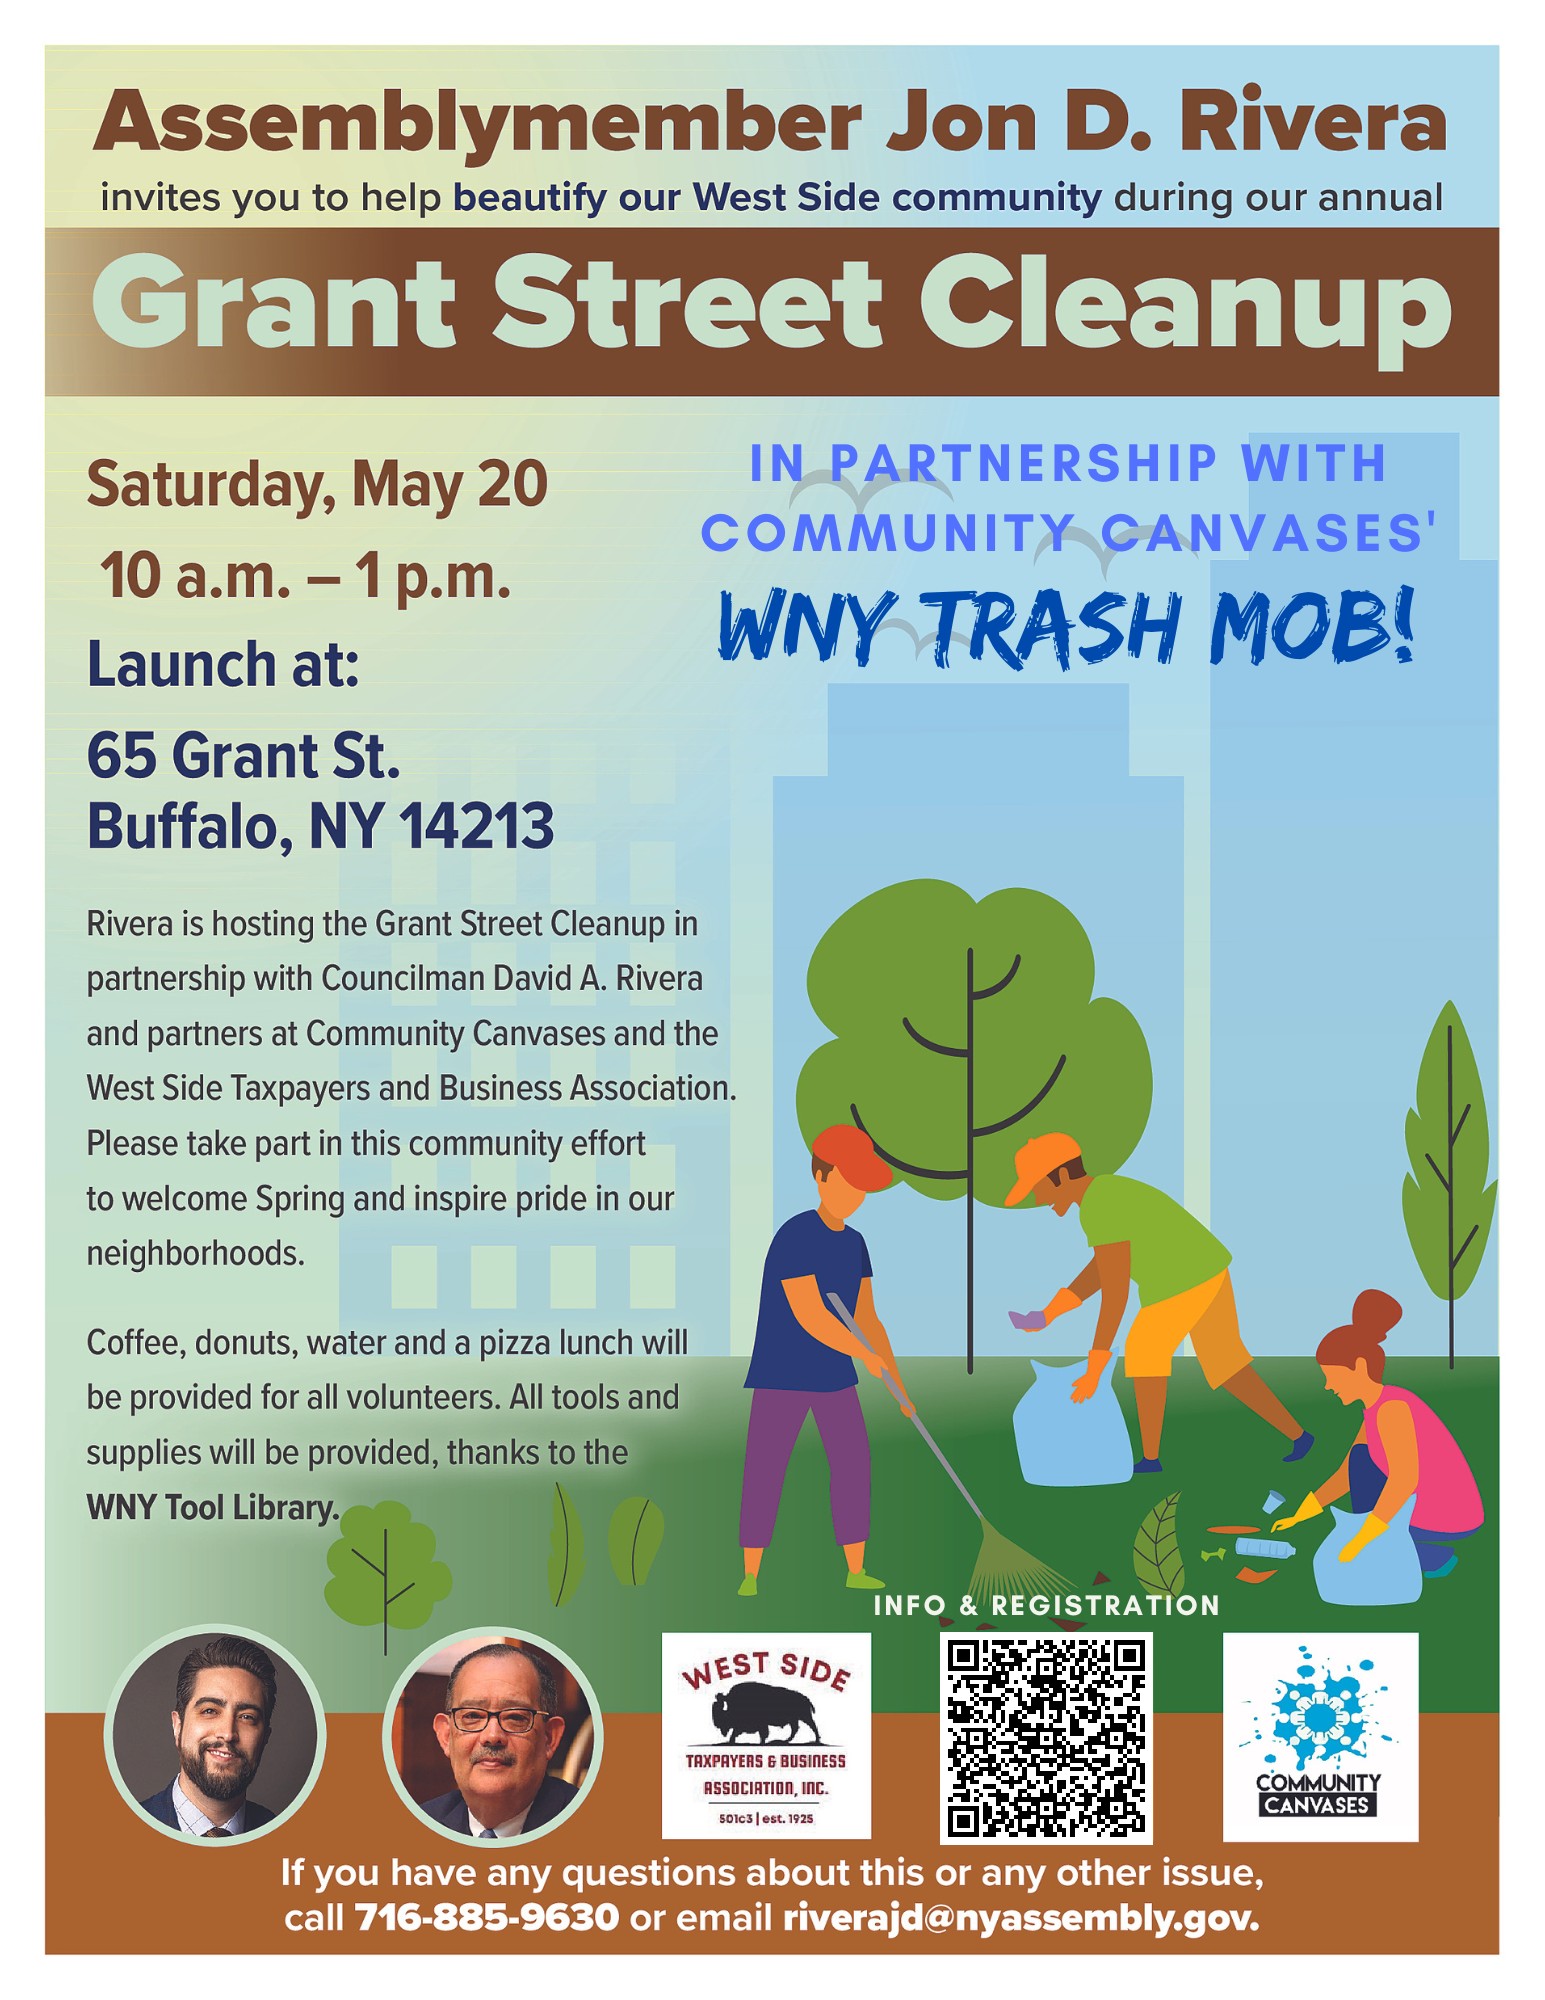 Assemblymember Jon D. Rivera
invites you to help beautify our West Side community during our annual
Grant Street Cleanup
Saturday, May 20
10 a.m. – 1 p.m.
Launch at:
65 Grant St.
Buffalo, NY 14213
IN PARTNERSHIP WITH
COMMUNITY CANVASES'
WNY TRASH MOB!
Rivera is hosting the Grant Street Cleanup in
partnership with Councilman David A. Rivera
and partners at Community Canvases and the
West Side Taxpayers and Business Association.
Please take part in this community effort
to welcome Spring and inspire pride in our
neighborhoods.
Coffee, donuts, water and a pizza lunch will
be provided for all volunteers. All tools and
supplies will be provided, thanks to the
WNY Tool Library.
INFO & REGISTRATION
WEST SIDE
TAXPAYERS & BUSINESS
ASSOCIATION, INC.
501c3 | est. 1925
COMMUNITY
CANVASES
If you have any questions about this or any other issue,
call 716-885-9630 or email riverajd@nyassembly.gov.